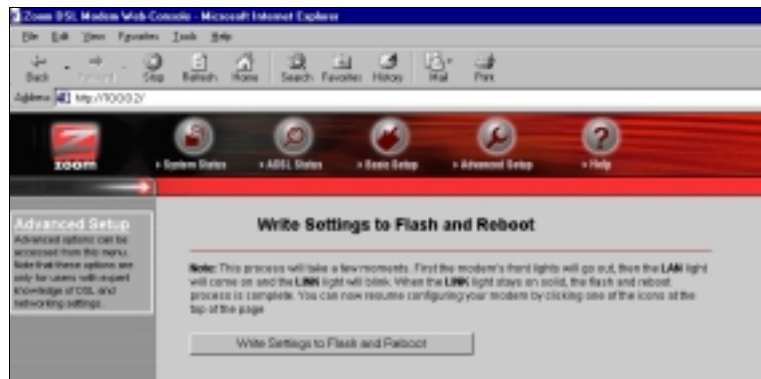 Zoom DSL Modem Web Console - Microsoft Internet Explorer
File Edit View Favorites Tools Help
Back Forward Stop Refresh Home Search Favorites History Mail Print
Address http://10.0.0.2/
ZOOM
System Status ADSL Status Basic Setup Advanced Setup Help
Advanced Setup
Advanced options can be
accessed from this menu.
Note that these options are
only for users with expert
knowledge of DSL and
networking settings.
Write Settings to Flash and Reboot
Note: This process will take a few moments. First the modem's front lights will go out, then the LAN light
will come on and the LINK light will blink. When the LINK light stays on solid, the flash and reboot
process is complete. You can now resume configuring your modem by clicking one of the icons at the
top of the page
Write Settings to Flash and Reboot